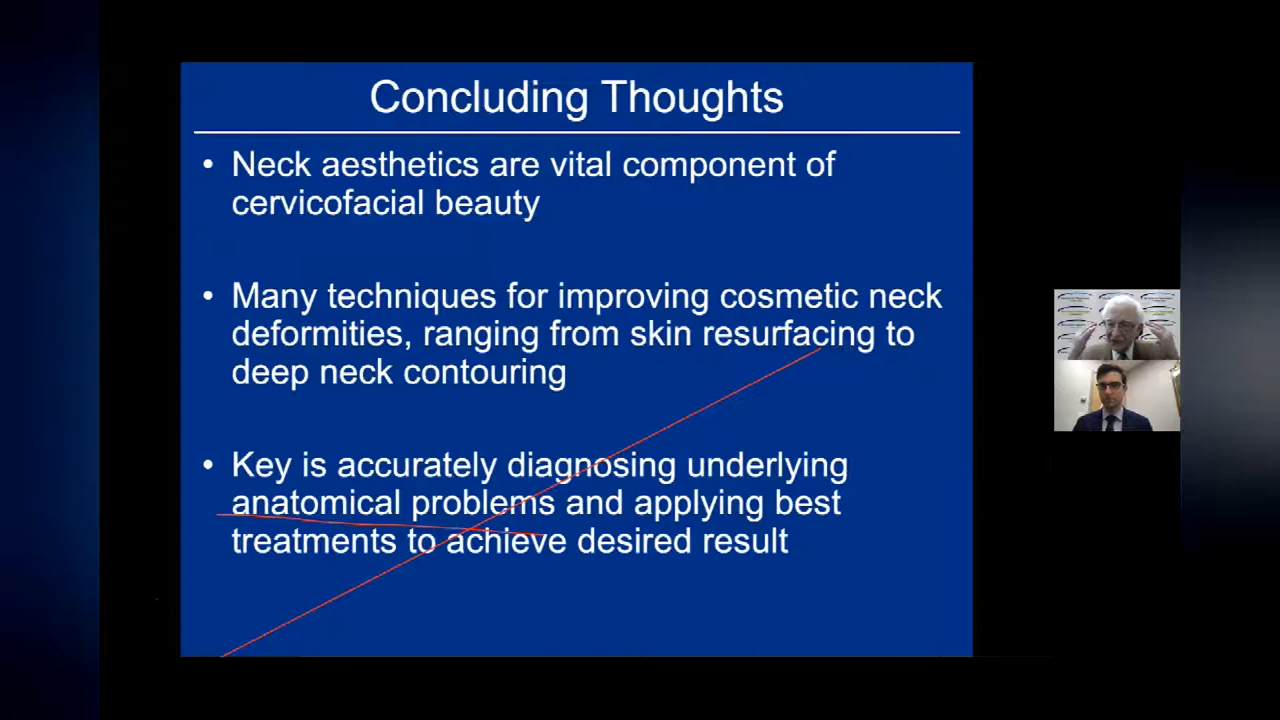 Concluding Thoughts
• Neck aesthetics are vital component of
cervicofacial beauty
• Many techniques for improving cosmetic neck
deformities, ranging from skin resurfacing to
deep neck contouring
• Key is accurately diagnosing underlying
anatomical problems and applying best
treatments to achieve desired result